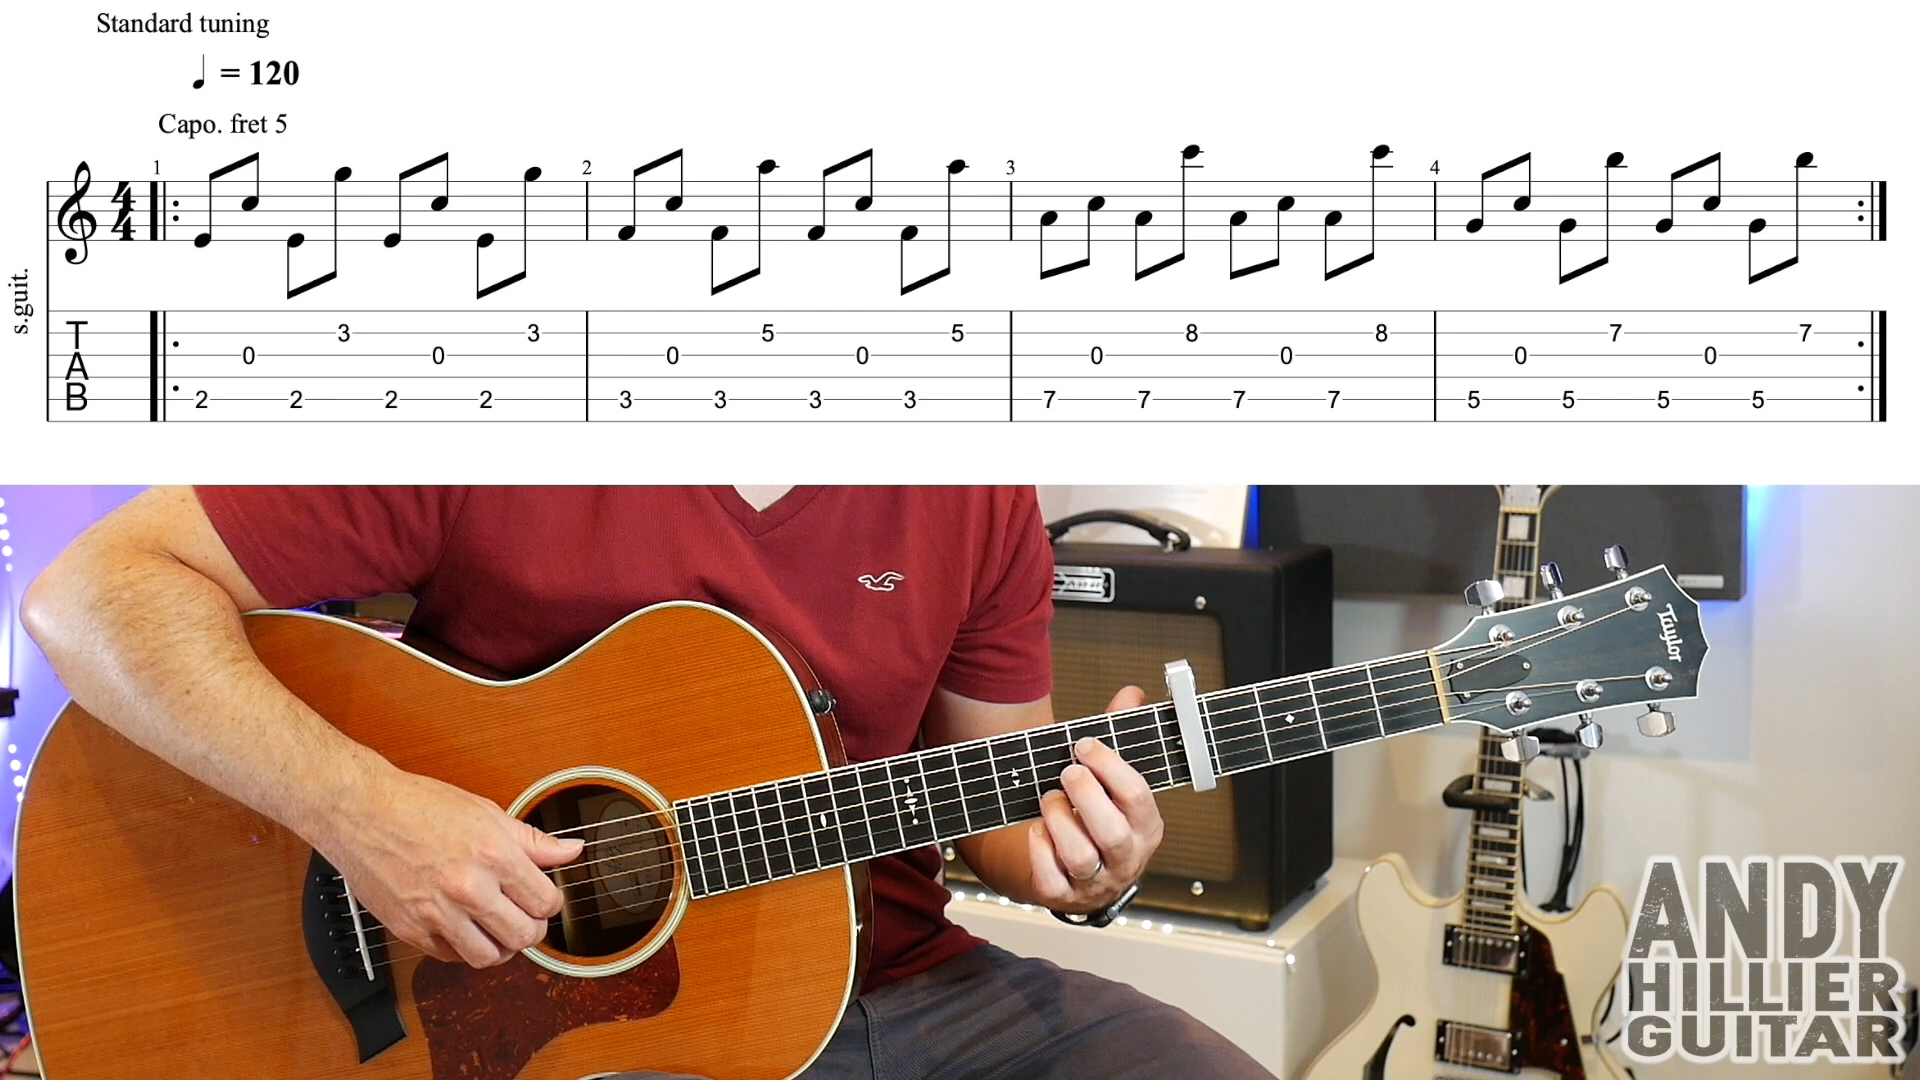 Standard tuning
♩ = 120
Capo. fret 5
1 2 3 4
4
4
s.guit.
T
A
B
3 3 5 5 8 8 7 7
0 0 0 0 0 0 0 0
2 2 2 2 3 3 3 3 7 7 7 7 5 5 5 5
Taylor
ANDY
HILLIER
GUITAR